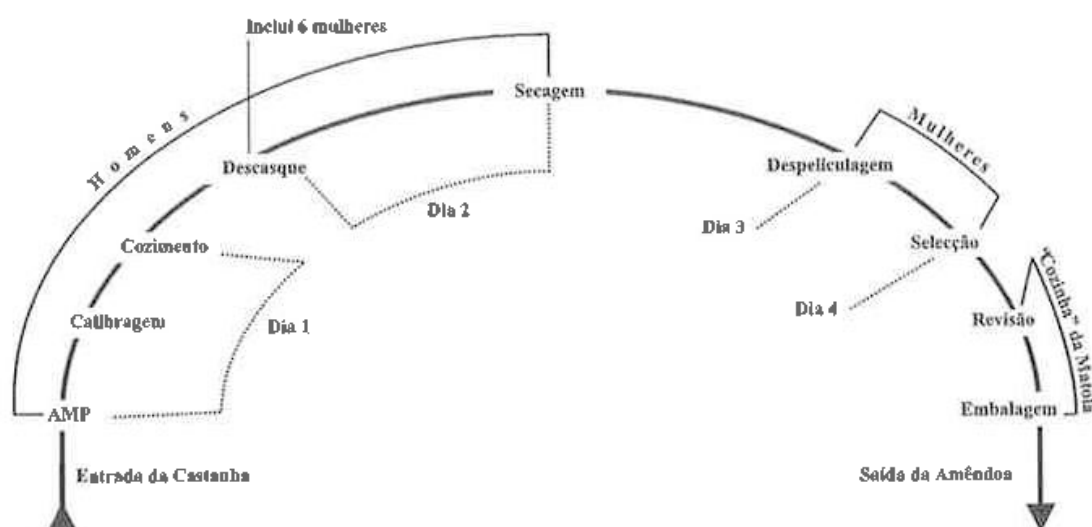 Inclui 6 mulheres
Homens
Secagem
Mulheres
Descasque
Despeliculagem
Dia 2
Dia 3
Cozimento
Selecção
Calibragem
Dia 1
Dia 4
Revisão
"Cozinha" da Matola
AMP
Embalagem
Entrada da Castanha
Saída da Amêndoa